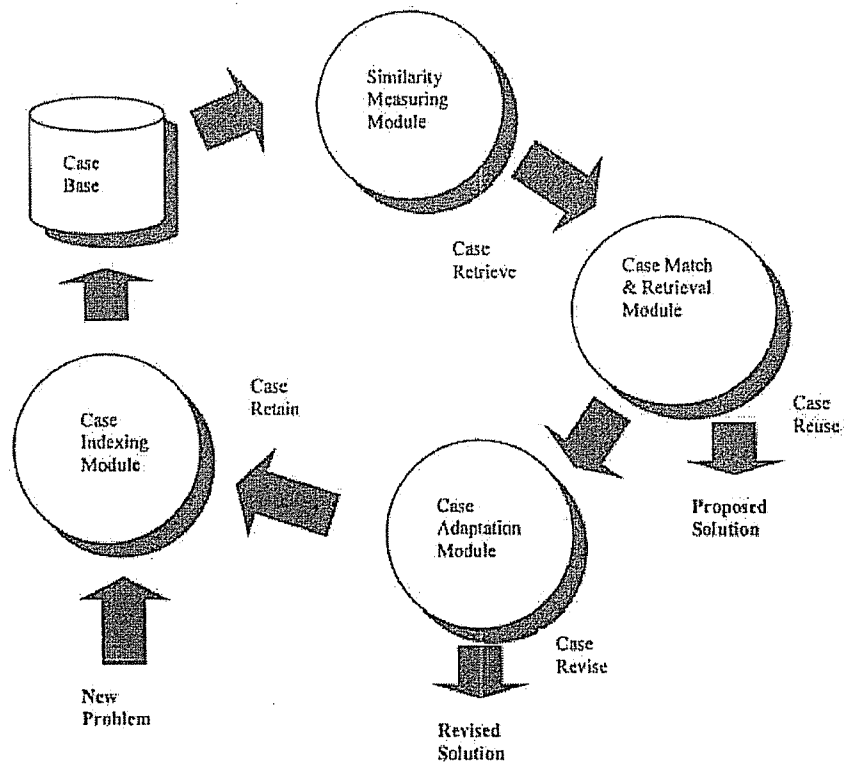 Similarity
Measuring
Module
Case
Base
Case
Retrieve
Case Match
& Retrieval
Module
Case
Indexing
Module
Case
Retain
Case
Reuse
Case
Adaptation
Module
Proposed
Solution
Case
Revise
New
Problem
Revised
Solution